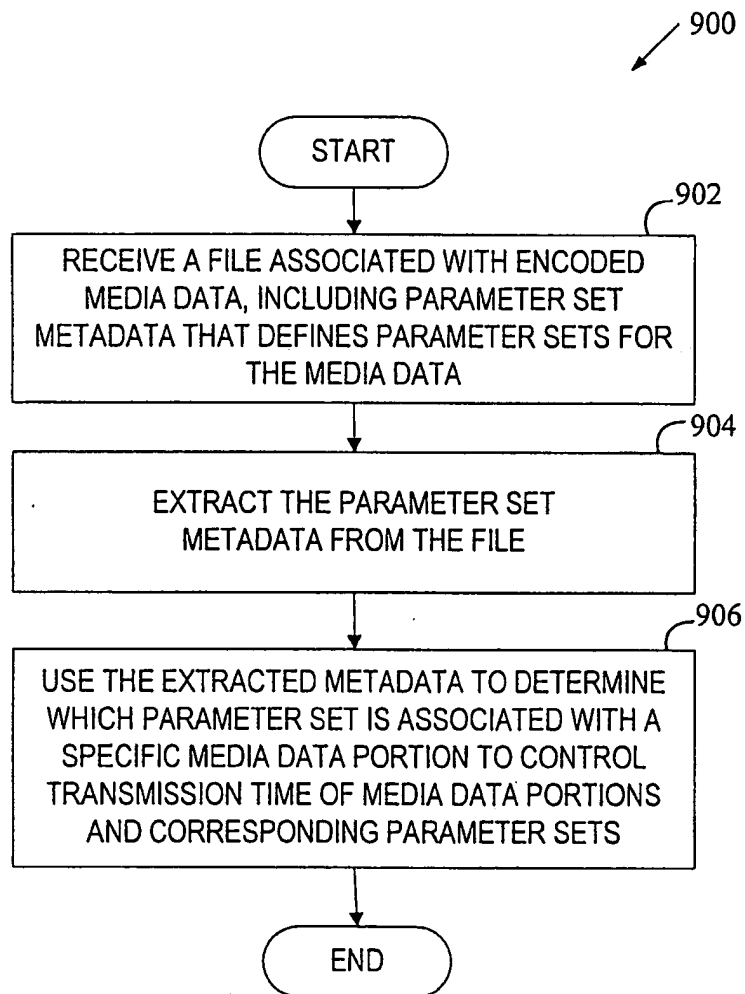 900
START
902
RECEIVE A FILE ASSOCIATED WITH ENCODED
MEDIA DATA, INCLUDING PARAMETER SET
METADATA THAT DEFINES PARAMETER SETS FOR
THE MEDIA DATA
904
EXTRACT THE PARAMETER SET
METADATA FROM THE FILE
906
USE THE EXTRACTED METADATA TO DETERMINE
WHICH PARAMETER SET IS ASSOCIATED WITH A
SPECIFIC MEDIA DATA PORTION TO CONTROL
TRANSMISSION TIME OF MEDIA DATA PORTIONS
AND CORRESPONDING PARAMETER SETS
END